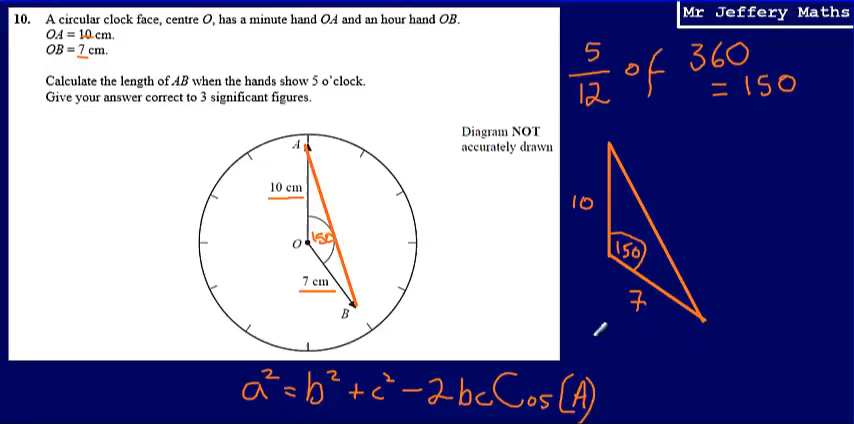 Mr Jeffery Maths
10. A circular clock face, centre O, has a minute hand OA and an hour hand OB.
OA = 10 cm.
OB = 7 cm.
Calculate the length of AB when the hands show 5 o'clock.
Give your answer correct to 3 significant figures.
Diagram NOT
accurately drawn
A
10 cm
O
150
7 cm
B
5/12 of 360
= 150
10
150
7
a² = b² + c² - 2bcCos(A)